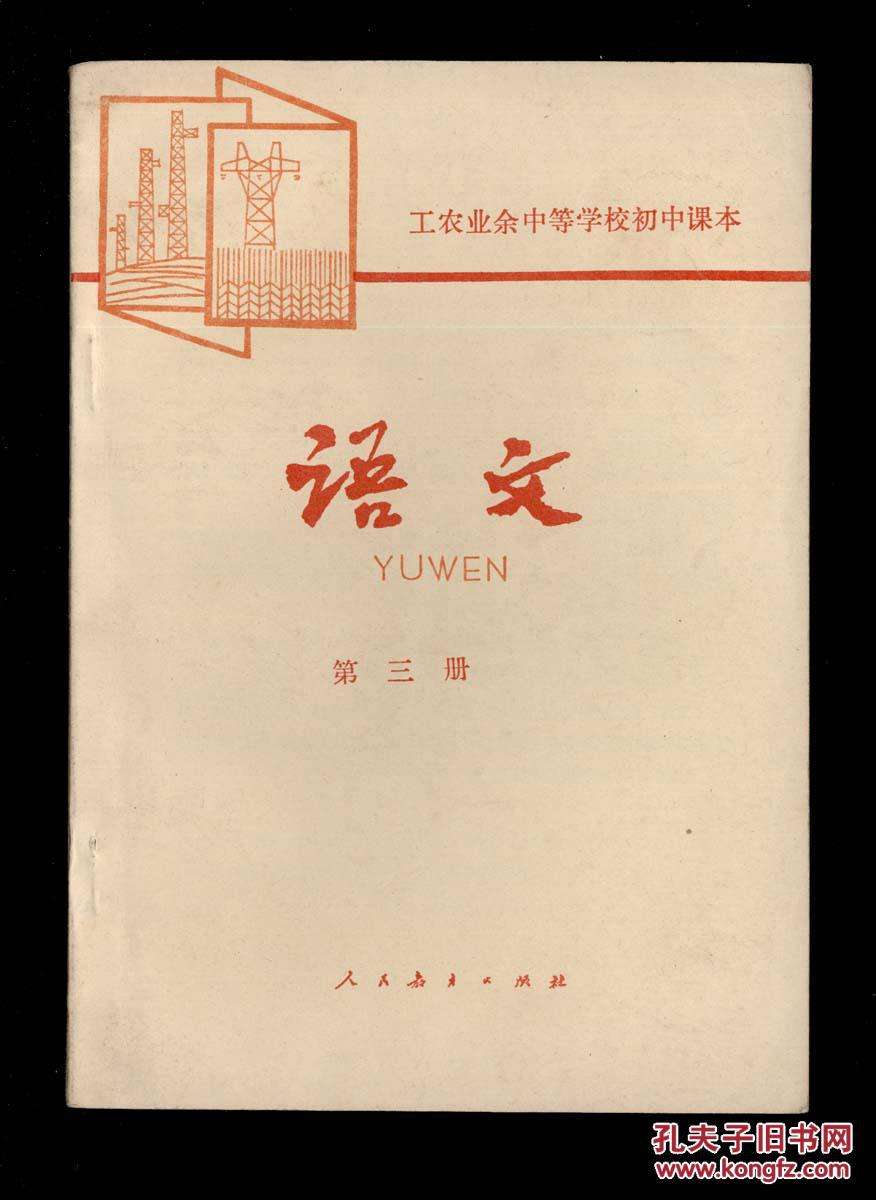 工农业余中等学校初中课本
语文
YUWEN
第三册
人民教育出版社
孔夫子旧书网
www.kongfz.com